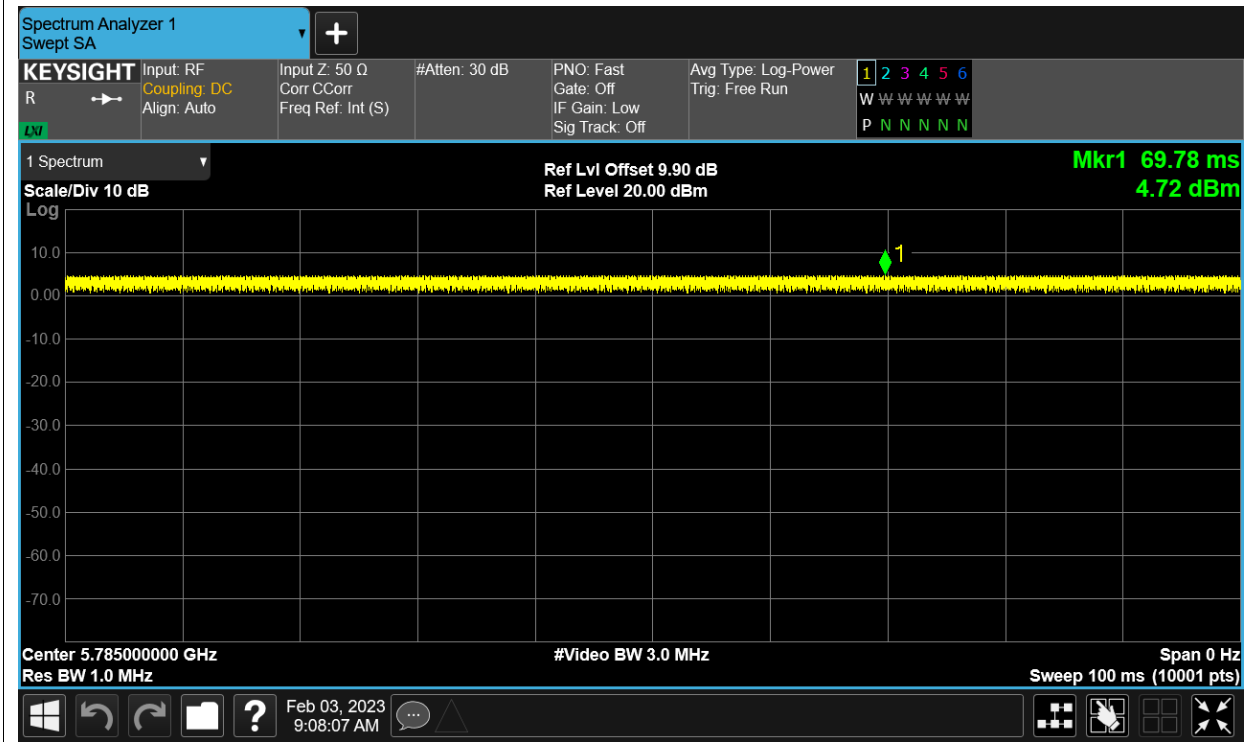 Spectrum Analyzer 1
Swept SA
KEYSIGHT
R
LXI
Input: RF
Coupling: DC
Align: Auto
Input Z: 50 Ω
Corr CCorr
Freq Ref: Int (S)
#Atten: 30 dB
PNO: Fast
Gate: Off
IF Gain: Low
Sig Track: Off
Avg Type: Log-Power
Trig: Free Run
1 2 3 4 5 6
W W W W W W
P N N N N N
1 Spectrum
Scale/Div 10 dB
Log
Ref Lvl Offset 9.90 dB
Ref Level 20.00 dBm
Mkr1 69.78 ms
4.72 dBm
1
10.0
0.00
-10.0
-20.0
-30.0
-40.0
-50.0
-60.0
-70.0
Center 5.785000000 GHz
Res BW 1.0 MHz
#Video BW 3.0 MHz
Span 0 Hz
Sweep 100 ms (10001 pts)
?
Feb 03, 2023
9:08:07 AM